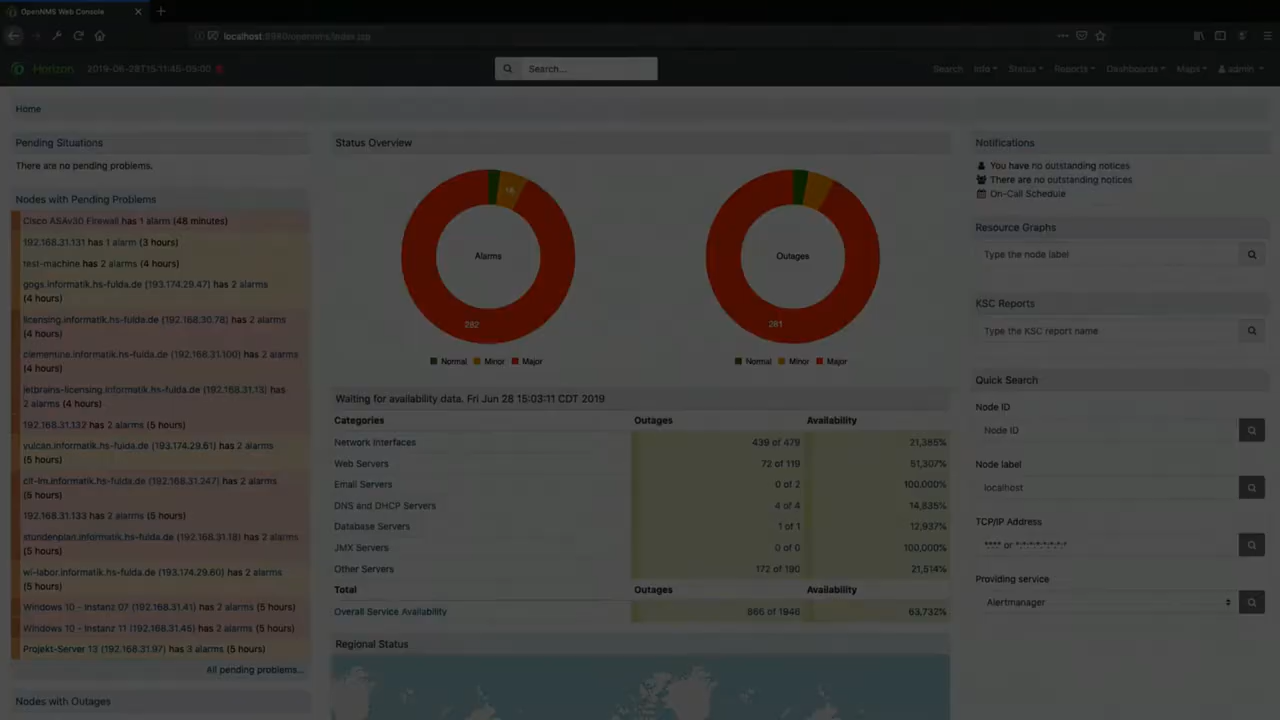 OpenNMS Web Console
localhost:8980/opennms/index.jsp
Horizon
2019-06-28T15:11:45-05:00
Search...
Search
Info
Status
Reports
Dashboards
Maps
admin
Home
Pending Situations
There are no pending problems.
Nodes with Pending Problems
Cisco ASAv30 Firewall has 1 alarm (48 minutes)
192.168.31.131 has 1 alarm (3 hours)
test-machine has 2 alarms (4 hours)
gogs.informatik.hs-fulda.de (193.174.29.47) has 2 alarms
(4 hours)
licensing.informatik.hs-fulda.de (192.168.30.78) has 2 alarms
(4 hours)
clementine.informatik.hs-fulda.de (192.168.31.100) has 2 alarms
(4 hours)
jetbrains-licensing.informatik.hs-fulda.de (192.168.31.13) has
2 alarms (4 hours)
192.168.31.132 has 2 alarms (5 hours)
vulcan.informatik.hs-fulda.de (193.174.29.61) has 2 alarms
(5 hours)
cit-lm.informatik.hs-fulda.de (192.168.31.247) has 2 alarms
(5 hours)
192.168.31.133 has 2 alarms (5 hours)
stundenplan.informatik.hs-fulda.de (192.168.31.18) has 2 alarms
(5 hours)
wi-labor.informatik.hs-fulda.de (193.174.29.60) has 2 alarms
(5 hours)
Windows 10 - Instanz 07 (192.168.31.41) has 2 alarms (5 hours)
Windows 10 - Instanz 11 (192.168.31.45) has 2 alarms (5 hours)
Projekt-Server 13 (192.168.31.97) has 3 alarms (5 hours)
All pending problems...
Nodes with Outages
Status Overview
Alarms
282
Normal Minor Major
Outages
281
Normal Minor Major
Waiting for availability data. Fri Jun 28 15:03:11 CDT 2019
Categories Outages Availability
Network Interfaces 439 of 479 21,385%
Web Servers 72 of 119 51,307%
Email Servers 0 of 2 100,000%
DNS and DHCP Servers 4 of 4 14,836%
Database Servers 1 of 1 12,937%
JMX Servers 0 of 0 100,000%
Other Servers 172 of 190 21,514%
Total Outages Availability
Overall Service Availability 866 of 1946 63,732%
Regional Status
Notifications
You have no outstanding notices
There are no outstanding notices
On-Call Schedule
Resource Graphs
Type the node label
KSC Reports
Type the KSC report name
Quick Search
Node ID
Node ID
Node label
localhost
TCP/IP Address
*.*.*.* or *:*:*:*:*:*:*:*
Providing service
Alertmanager